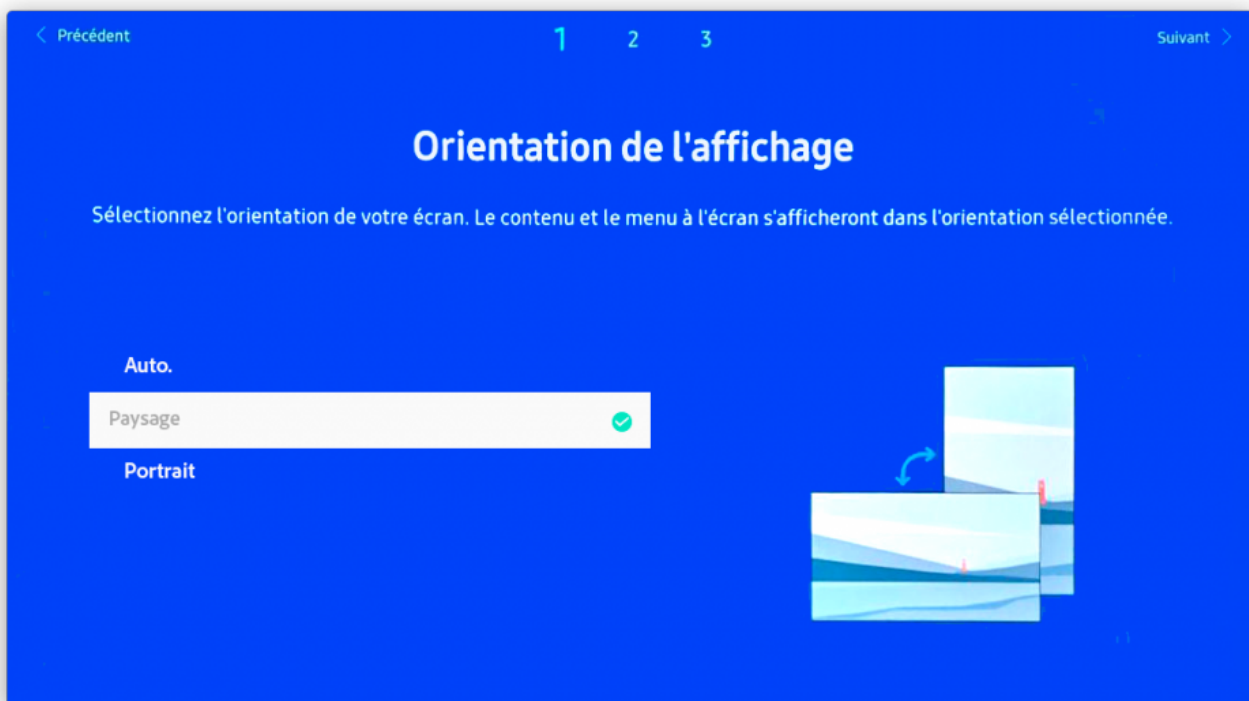 Précédent
1 2 3
Suivant
Orientation de l'affichage
Sélectionnez l'orientation de votre écran. Le contenu et le menu à l'écran s'afficheront dans l'orientation sélectionnée.
Auto.
Paysage
Portrait